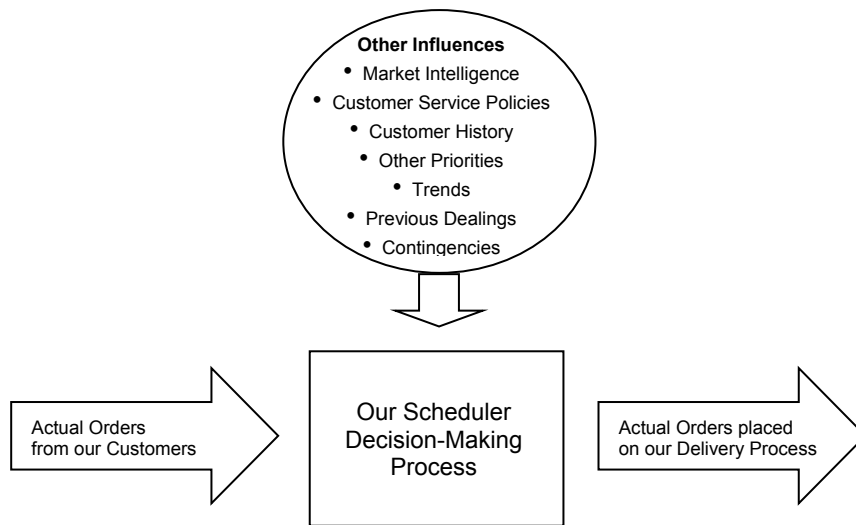 Other Influences
• Market Intelligence
• Customer Service Policies
• Customer History
• Other Priorities
• Trends
• Previous Dealings
• Contingencies
Actual Orders
from our Customers
Our Scheduler
Decision-Making
Process
Actual Orders placed
on our Delivery Process